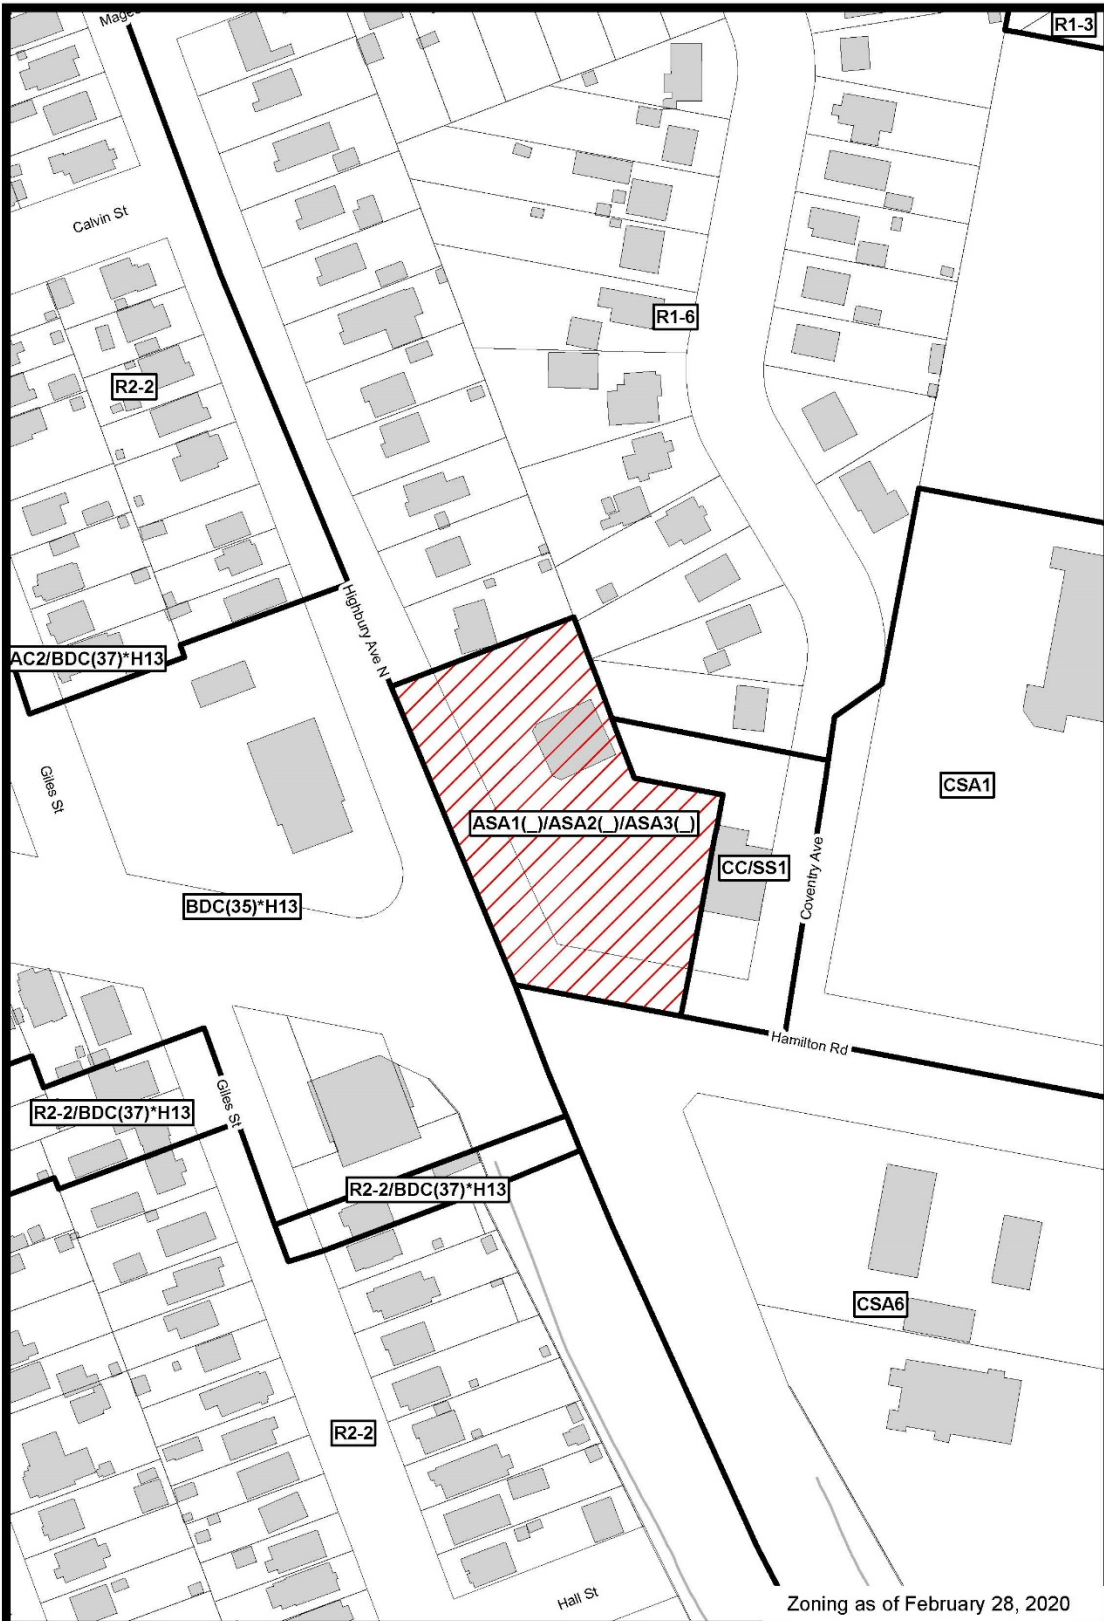 Mage
R1-3
Calvin St
R1-6
R2-2
Highbury Ave N
AC2/BDC(37)*H13
Giles St
CSA1
ASA1(_)/ASA2(_)/ASA3(_)
CC/SS1
Coventry Ave
BDC(35)*H13
Hamilton Rd
R2-2/BDC(37)*H13
Giles St
R2-2/BDC(37)*H13
CSA6
R2-2
Hall St
Zoning as of February 28, 2020